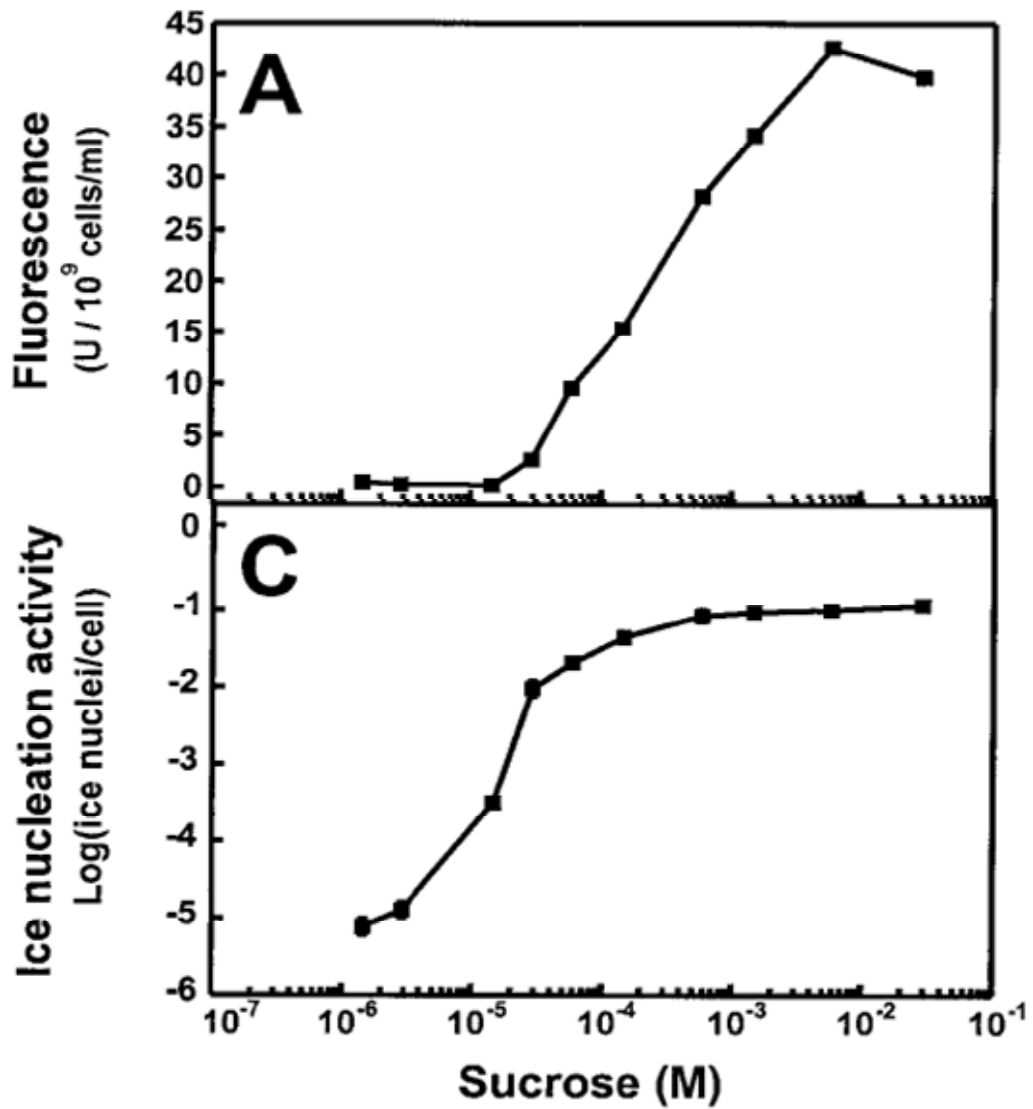 A
Fluorescence
(U / 10⁹ cells/ml)
45
40
35
30
25
20
15
10
5
0
C
Ice nucleation activity
Log(ice nuclei/cell)
0
-1
-2
-3
-4
-5
-6
10⁻⁷ 10⁻⁶ 10⁻⁵ 10⁻⁴ 10⁻³ 10⁻² 10⁻¹
Sucrose (M)